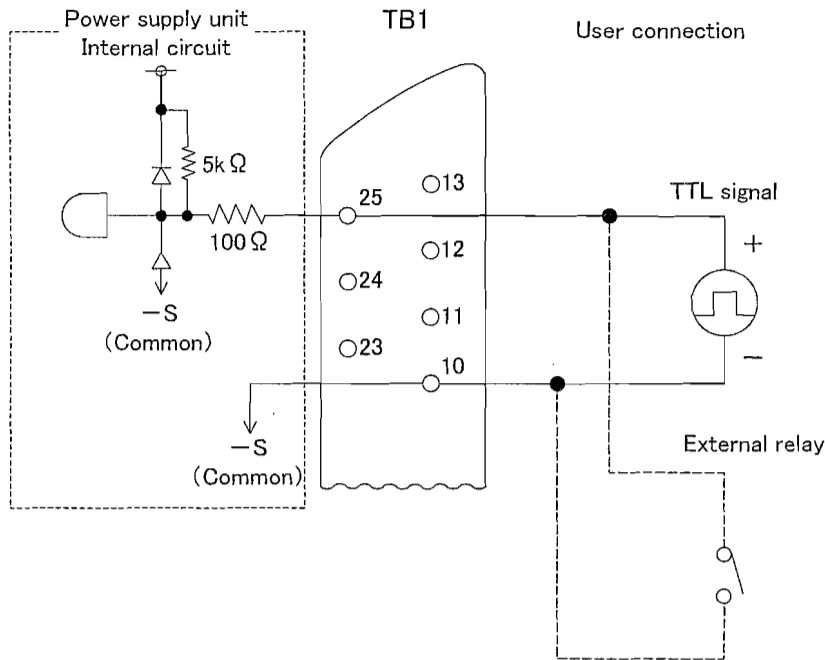 Power supply unit
Internal circuit
TB1
User connection
5kΩ
100Ω
25
13
12
24
11
23
10
TTL signal
+
−
−S
(Common)
−S
(Common)
External relay